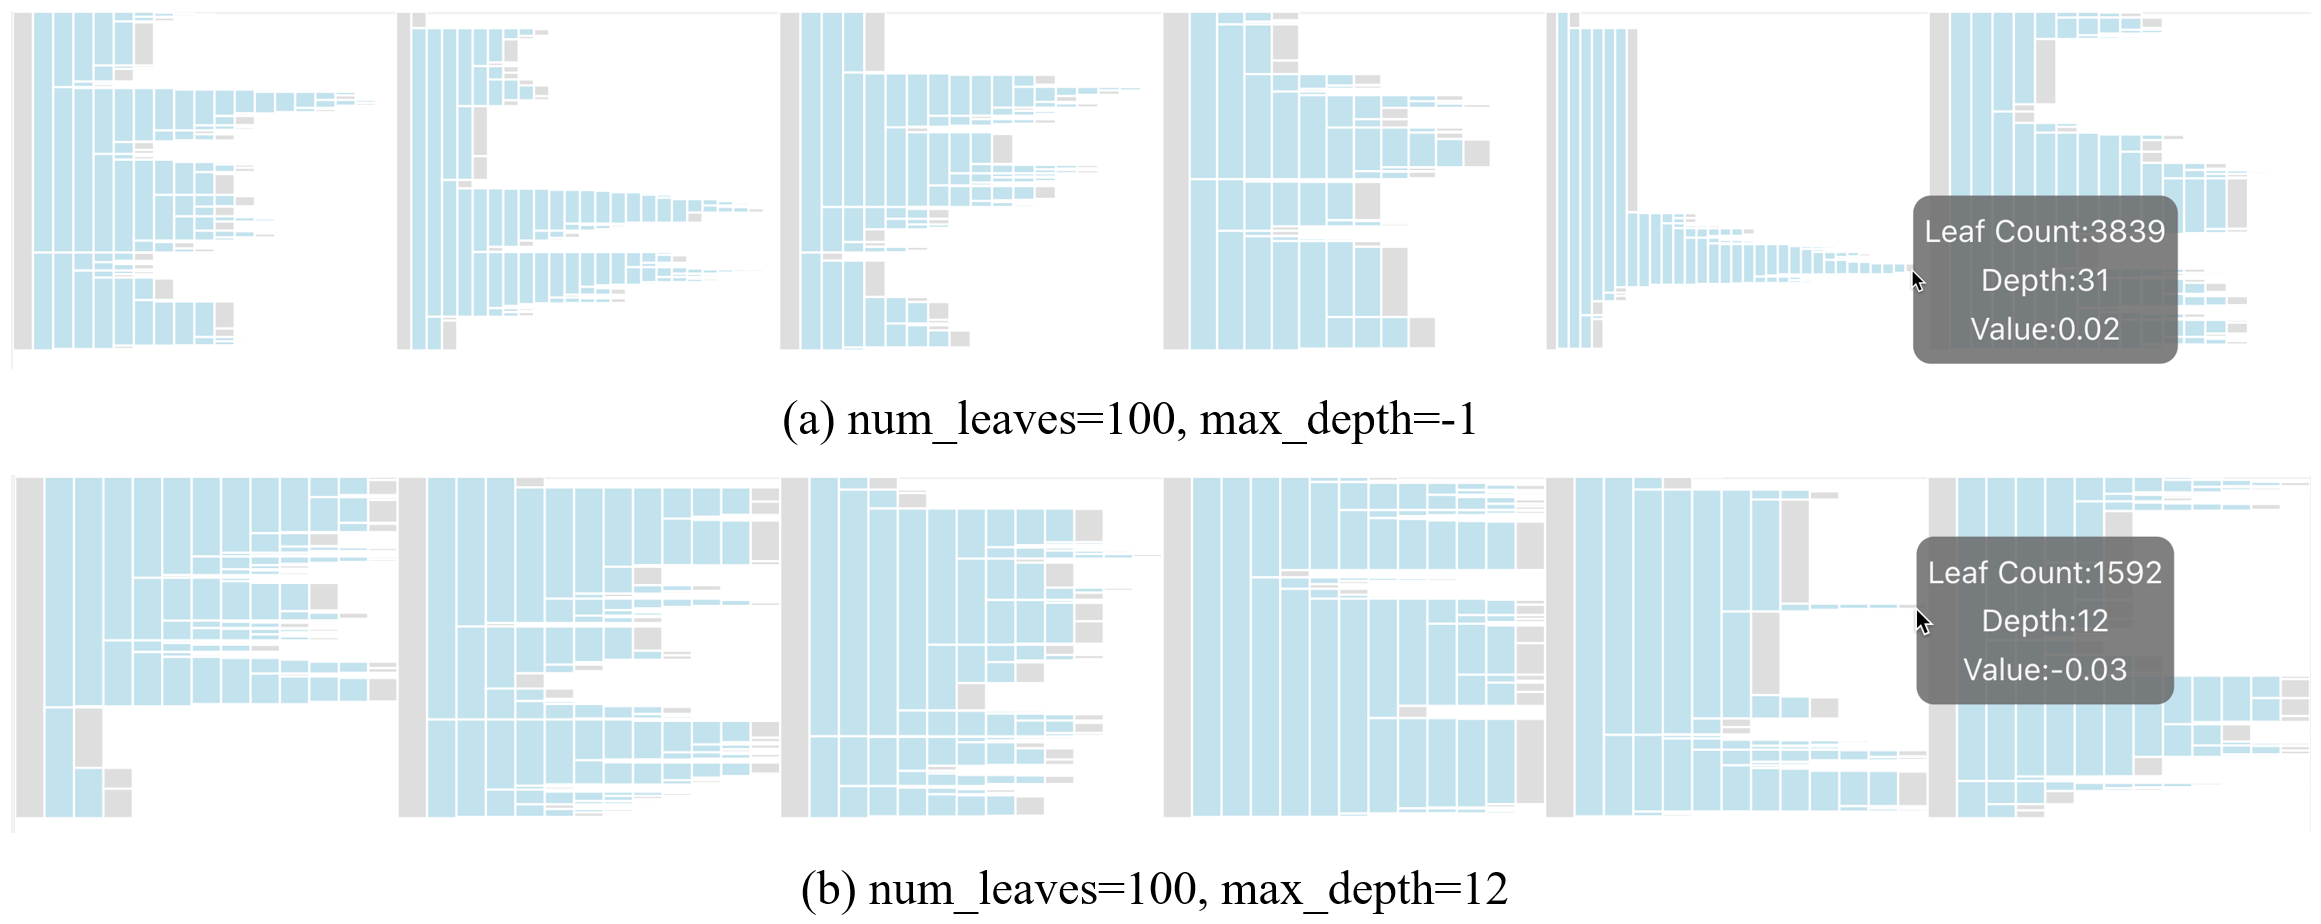 Leaf Count:3839
Depth:31
Value:0.02
(a) num_leaves=100, max_depth=-1
Leaf Count:1592
Depth:12
Value:-0.03
(b) num_leaves=100, max_depth=12